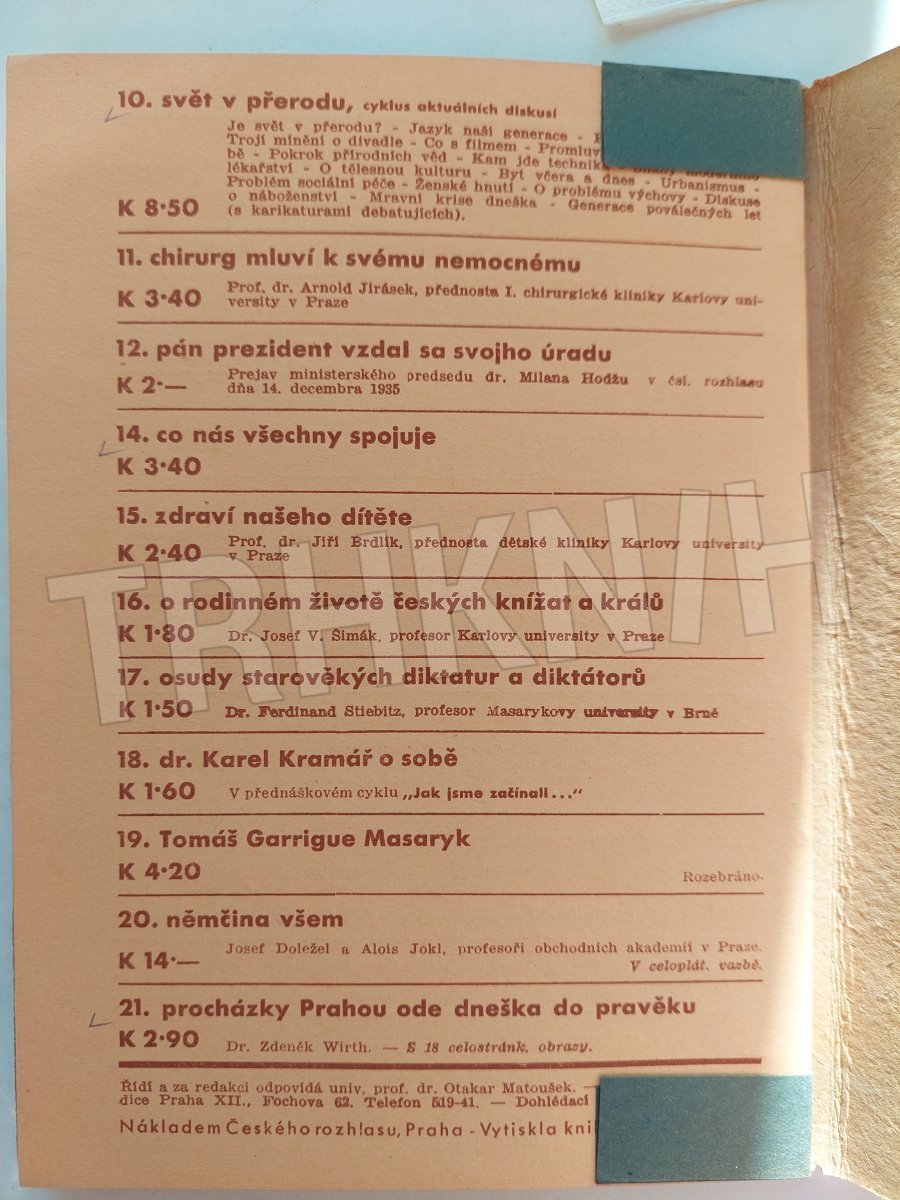 10. svět v přerodu, cyklus aktuálních diskusí
Je svět v přerodu? - Jazyk naší generace -
Trojí mínění o divadle - Co s filmem - Promluv
bě - Pokrok přírodních věd - Kam jde technik
lékařství - O tělesnou kulturu - Byt včera a dnes - Urbanismus -
Problém sociální péče - Ženské hnutí - O problému výchovy - Diskuse
o náboženství - Mravní krise dneška - Generace poválečných let
(s karikaturami debatujících).
K 8·50
11. chirurg mluví k svému nemocnému
K 3·40 Prof. dr. Arnold Jirásek, přednosta I. chirurgické kliniky Karlovy uni-
versity v Praze
12. pán prezident vzdal sa svojho úradu
K 2·— Prejav ministerského predsedu dr. Milana Hodžu v čsl. rozhlasu
dňa 14. decembra 1935
14. co nás všechny spojuje
K 3·40
15. zdraví našeho dítěte
K 2·40 Prof. dr. Jiří Brdlík, přednosta dětské kliniky Karlovy university
v Praze
16. o rodinném životě českých knížat a králů
K 1·80 Dr. Josef V. Šimák, profesor Karlovy university v Praze
17. osudy starověkých diktatur a diktátorů
K 1·50 Dr. Ferdinand Stiebitz, profesor Masarykovy university v Brně
18. dr. Karel Kramář o sobě
K 1·60 V přednáškovém cyklu „Jak jsme začínali..."
19. Tomáš Garrigue Masaryk
K 4·20 Rozebráno.
20. němčina všem
K 14·— Josef Doležel a Alois Jokl, profesoři obchodních akademií v Praze.
V celoplát. vazbě.
21. procházky Prahou ode dneška do pravěku
K 2·90 Dr. Zdeněk Wirth. — S 18 celostránk. obrazy.
Řídí a za redakci odpovídá univ. prof. dr. Otakar Matoušek. —
dice Praha XII., Fochova 62. Telefon 519-41. — Dohlédací
Nákladem Českého rozhlasu, Praha - Vytiskla kni
TRHKNIH